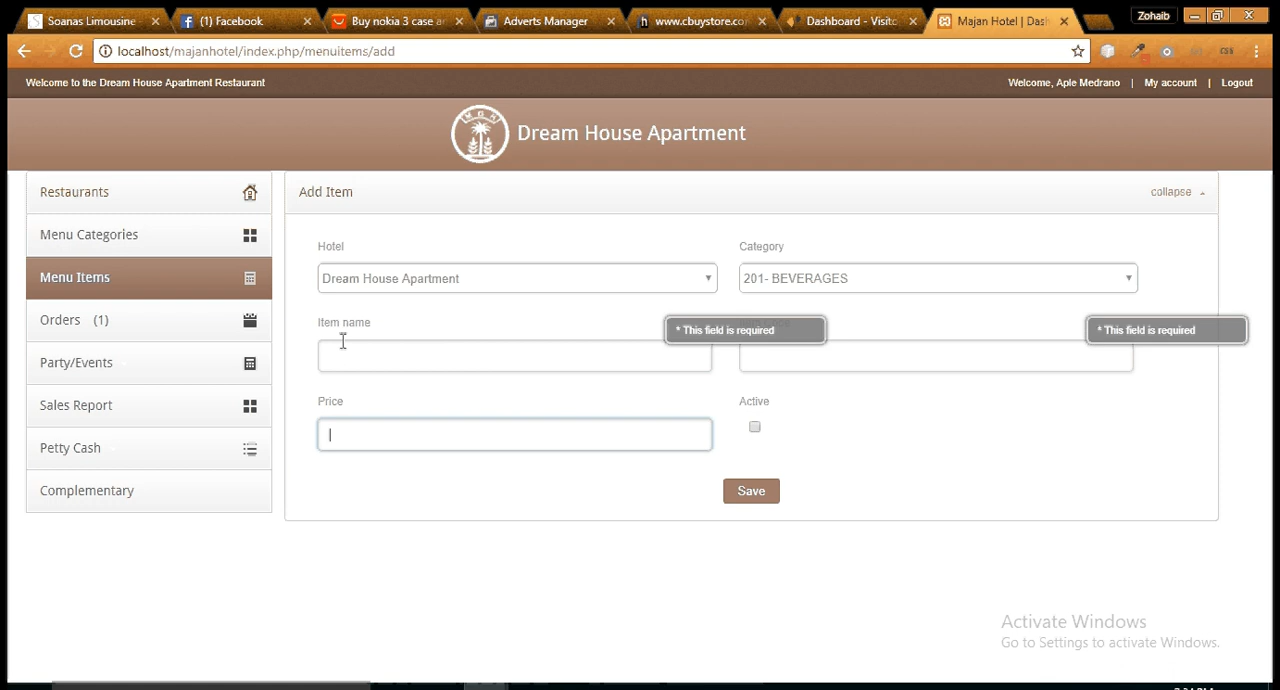 Soanas Limousine
(1) Facebook
Buy nokia 3 case ar
Adverts Manager
www.cbuystore.co
Dashboard - Visito
Majan Hotel | Dash
Zohaib
localhost/majanhotel/index.php/menuitems/add
Welcome to the Dream House Apartment Restaurant
Welcome, Aple Medrano | My account | Logout
Dream House Apartment
Restaurants
Menu Categories
Menu Items
Orders (1)
Party/Events
Sales Report
Petty Cash
Complementary
Add Item
collapse
Hotel
Category
Dream House Apartment
201- BEVERAGES
Item name
* This field is required
* This field is required
Price
Active
Save
Activate Windows
Go to Settings to activate Windows.